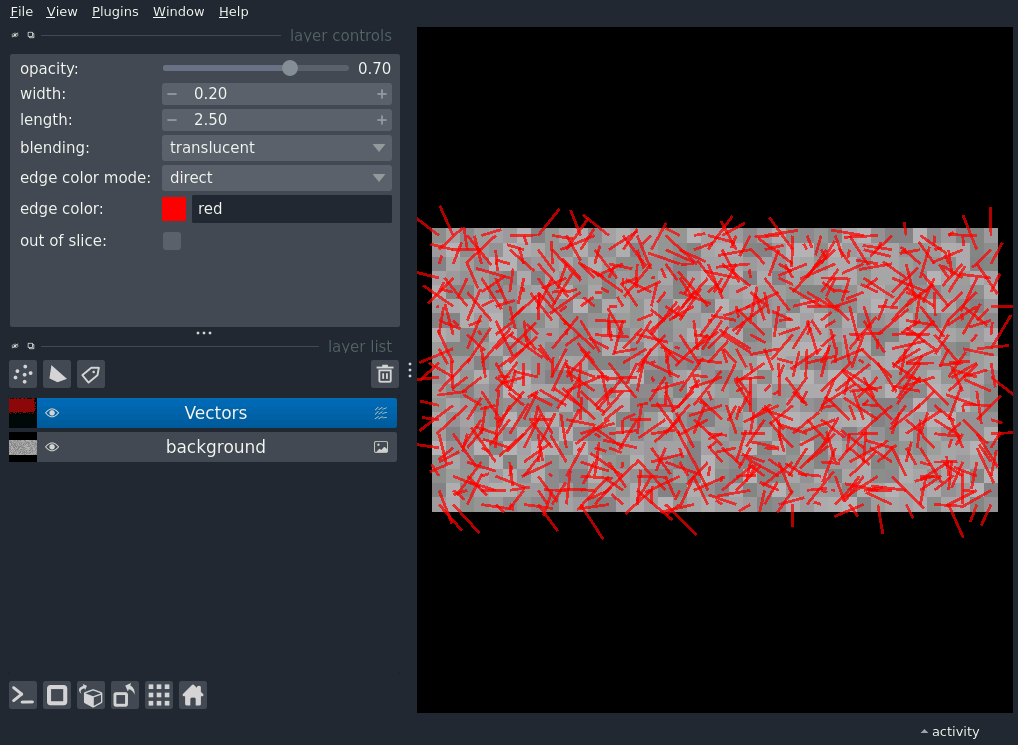 File View Plugins Window Help
layer controls
opacity: 0.70
width: − 0.20 +
length: − 2.50 +
blending: translucent
edge color mode: direct
edge color: red
out of slice:
layer list
Vectors
background
activity